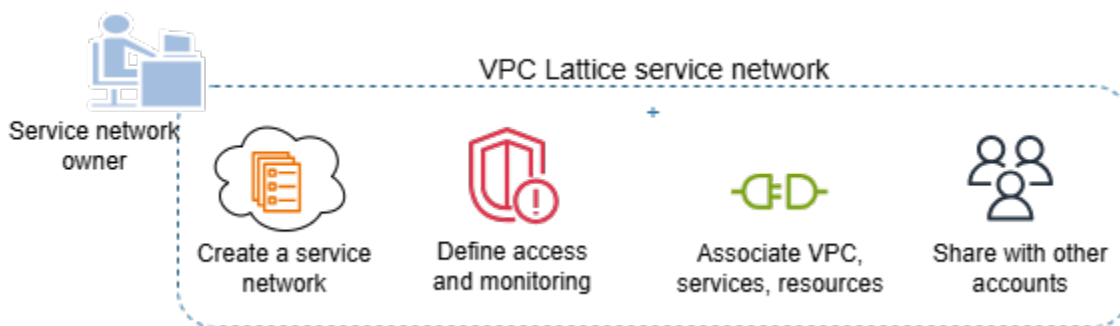 VPC Lattice service network
Service network
owner
Create a service
network
Define access
and monitoring
Associate VPC,
services, resources
Share with other
accounts